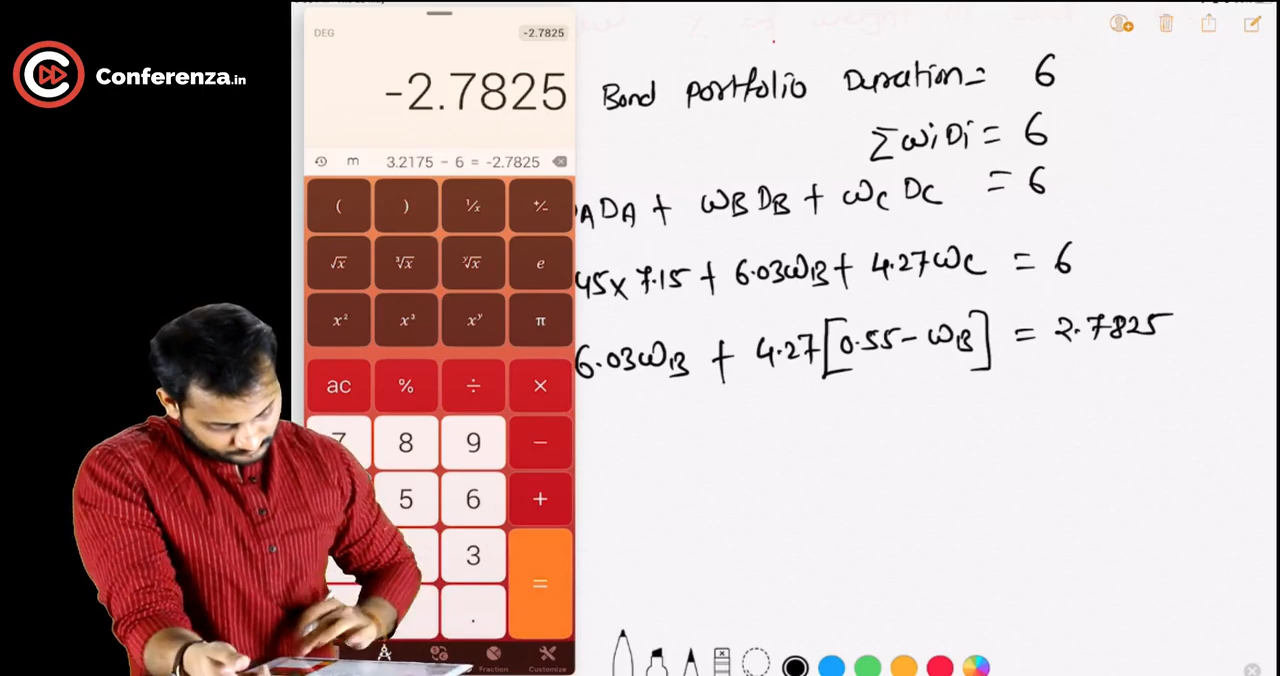 Conferenza.in
DEG
-2.7825
-2.7825
m 3.2175 - 6 = -2.7825
( ) ¹/x +/-
√x ³√x ʸ√x e
x² x³ xʸ π
ac % ÷ ×
7 8 9 −
5 6 +
3 =
.
Fraction Customize
Bond portfolio Duration = 6
Σ wiDi = 6
ADA + wBDB + wCDC = 6
45 x 7.15 + 6.03wB + 4.27wC = 6
6.03wB + 4.27[0.55 - wB] = 2.7825